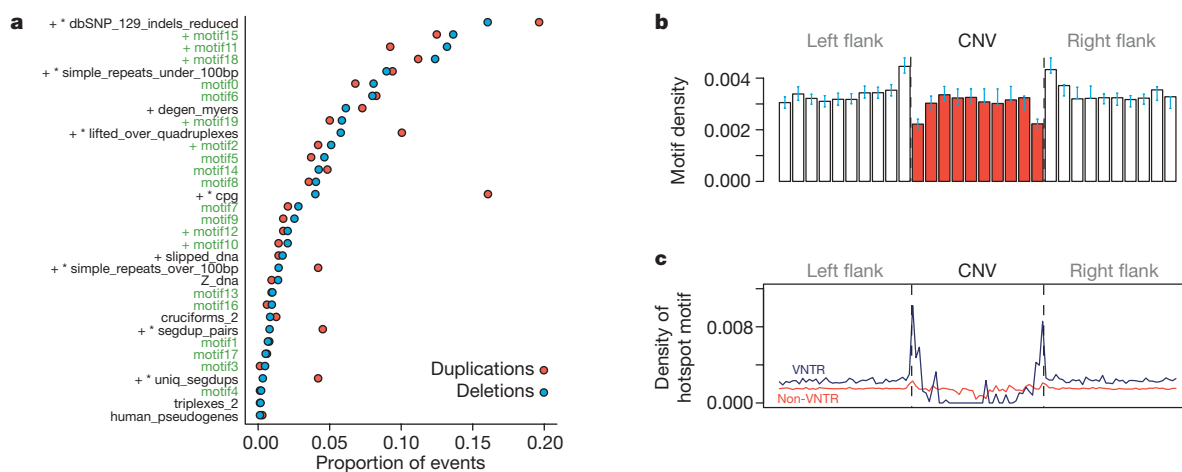 a
+ * dbSNP_129_indels_reduced
+ motif15
+ motif11
+ motif18
+ * simple_repeats_under_100bp
motif0
motif6
+ degen_myers
+ motif19
+ * lifted_over_quadruplexes
+ motif2
motif5
motif14
motif8
+ * cpg
motif7
motif9
+ motif12
+ motif10
+ slipped_dna
+ * simple_repeats_over_100bp
Z_dna
motif13
motif16
cruciforms_2
+ * segdup_pairs
motif1
motif17
motif3
+ * uniq_segdups
motif4
triplexes_2
human_pseudogenes
Duplications
Deletions
0.00 0.05 0.10 0.15 0.20
Proportion of events
b
Left flank CNV Right flank
Motif density
0.004
0.002
0.000
c
Left flank CNV Right flank
Density of
hotspot motif
0.008
0.000
VNTR
Non-VNTR